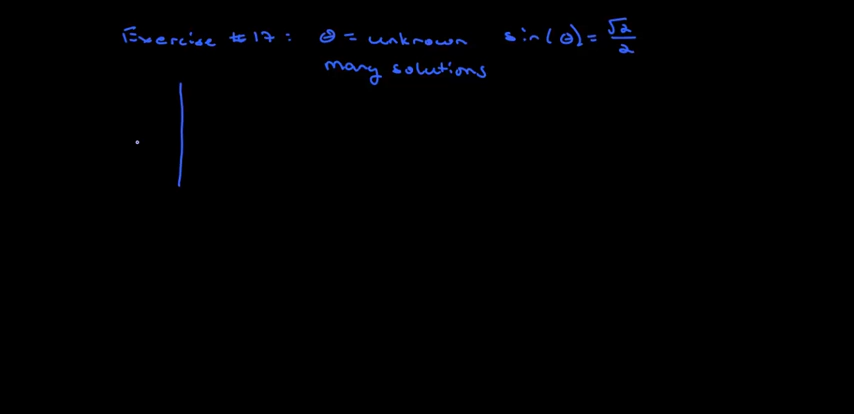 Exercise #17: θ = unknown sin(θ) = √2/2
many solutions